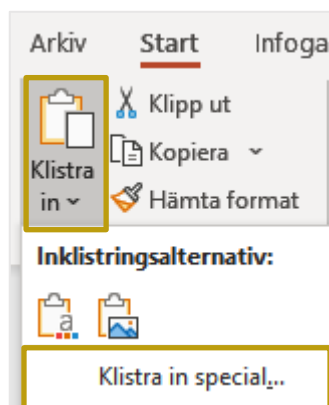 Arkiv Start
Klipp ut
Kopiera
Klistra
in
Hämta format
Inklistringsalternativ:
a
Klistra in special...